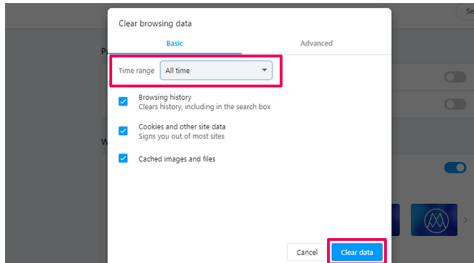 Se
Clear browsing data
Basic
Advanced
P
Time range
All time
Browsing history
Clears history, including in the search box
Cookies and other site data
Signs you out of most sites
W
Cached images and files
Cancel
Clear data